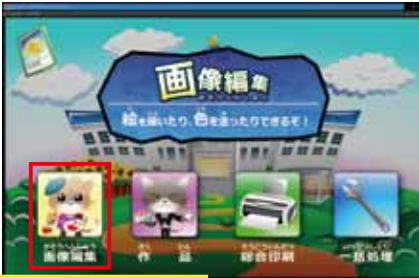 画像編集
絵を描いたり、色を塗ったりできるぞ!
画像編集
作品
総合印刷
一括処理